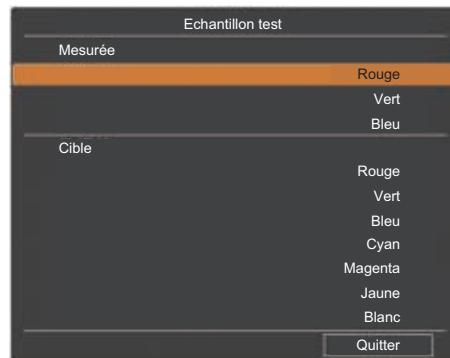 Echantillon test
Mesurée
Rouge
Vert
Bleu
Cible
Rouge
Vert
Bleu
Cyan
Magenta
Jaune
Blanc
Quitter